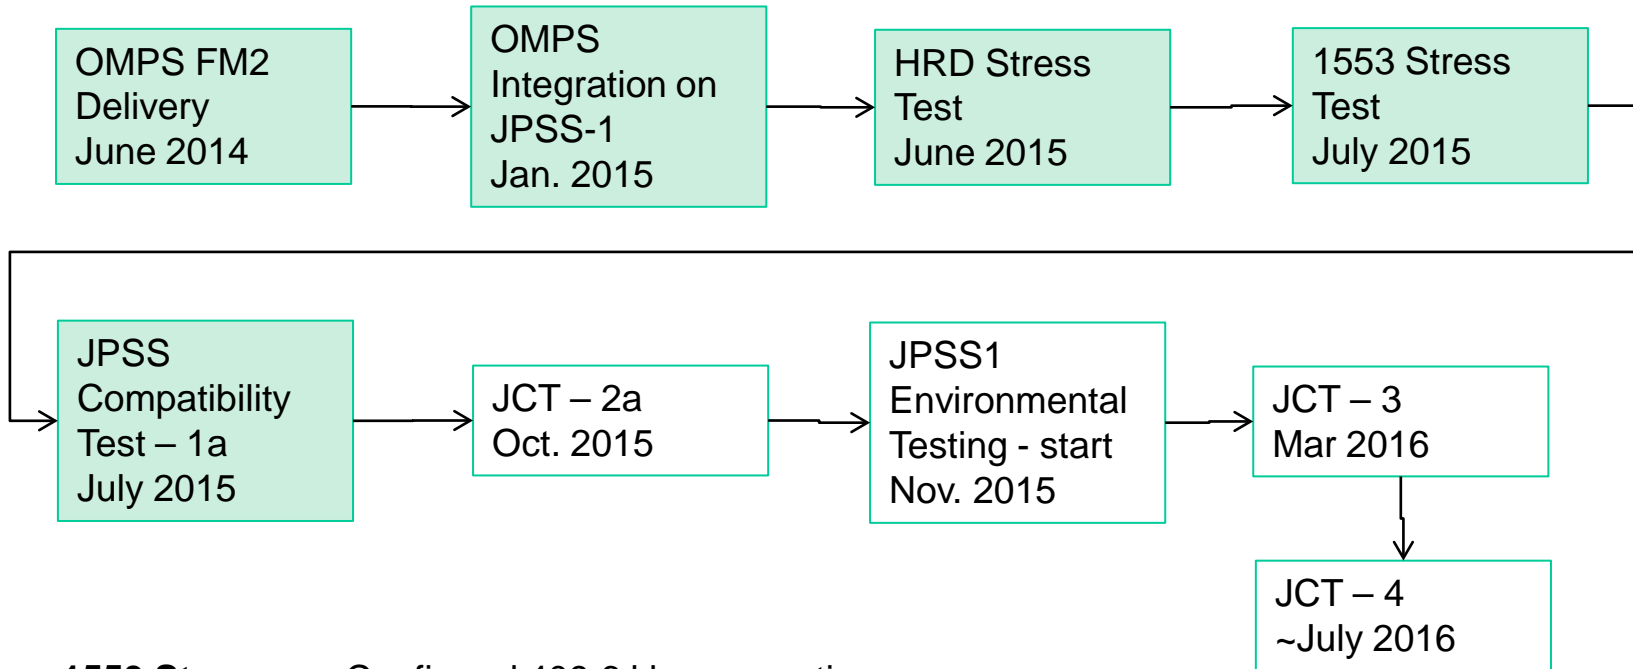 OMPS FM2
Delivery
June 2014
OMPS
Integration on
JPSS-1
Jan. 2015
HRD Stress
Test
June 2015
1553 Stress
Test
July 2015
JPSS
Compatibility
Test – 1a
July 2015
JCT – 2a
Oct. 2015
JPSS1
Environmental
Testing - start
Nov. 2015
JCT – 3
Mar 2016
JCT – 4
~July 2016